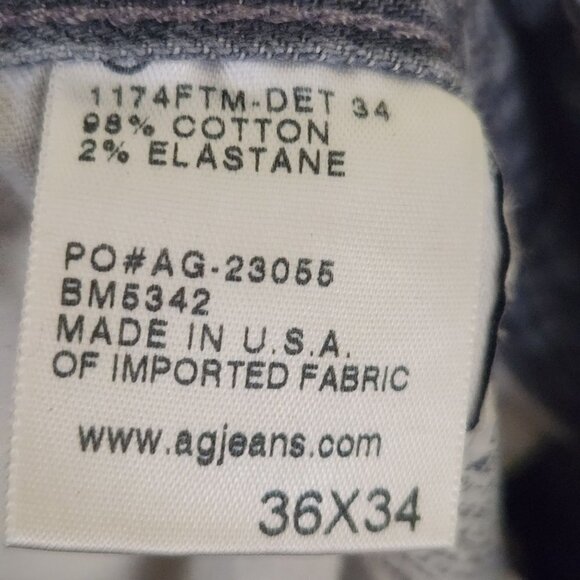 1174FTM-DET 34
98% COTTON
2% ELASTANE
PO#AG-23055
BM5342
MADE IN U.S.A.
OF IMPORTED FABRIC
www.agjeans.com
36X34